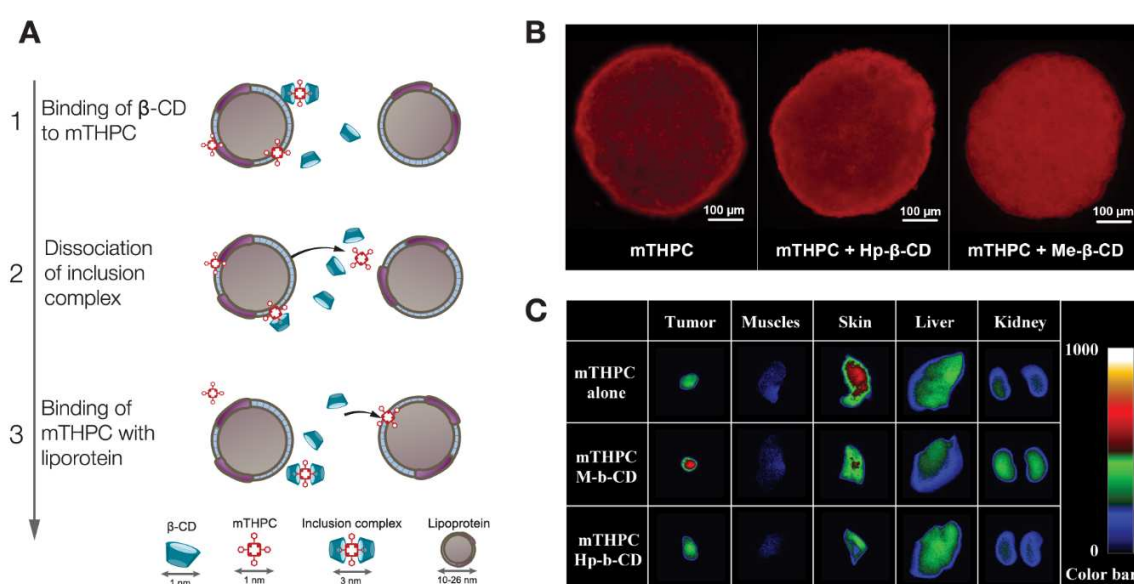 A
1
Binding of β-CD
to mTHPC
2
Dissociation
of inclusion
complex
3
Binding of
mTHPC with
liporotein
β-CD
mTHPC
Inclusion complex
Lipoprotein
1 nm
1 nm
3 nm
10-26 nm
B
100 μm
100 μm
100 μm
mTHPC
mTHPC + Hp-β-CD
mTHPC + Me-β-CD
C
Tumor Muscles Skin Liver Kidney
mTHPC
alone
mTHPC
M-b-CD
mTHPC
Hp-b-CD
1000
0
Color bar